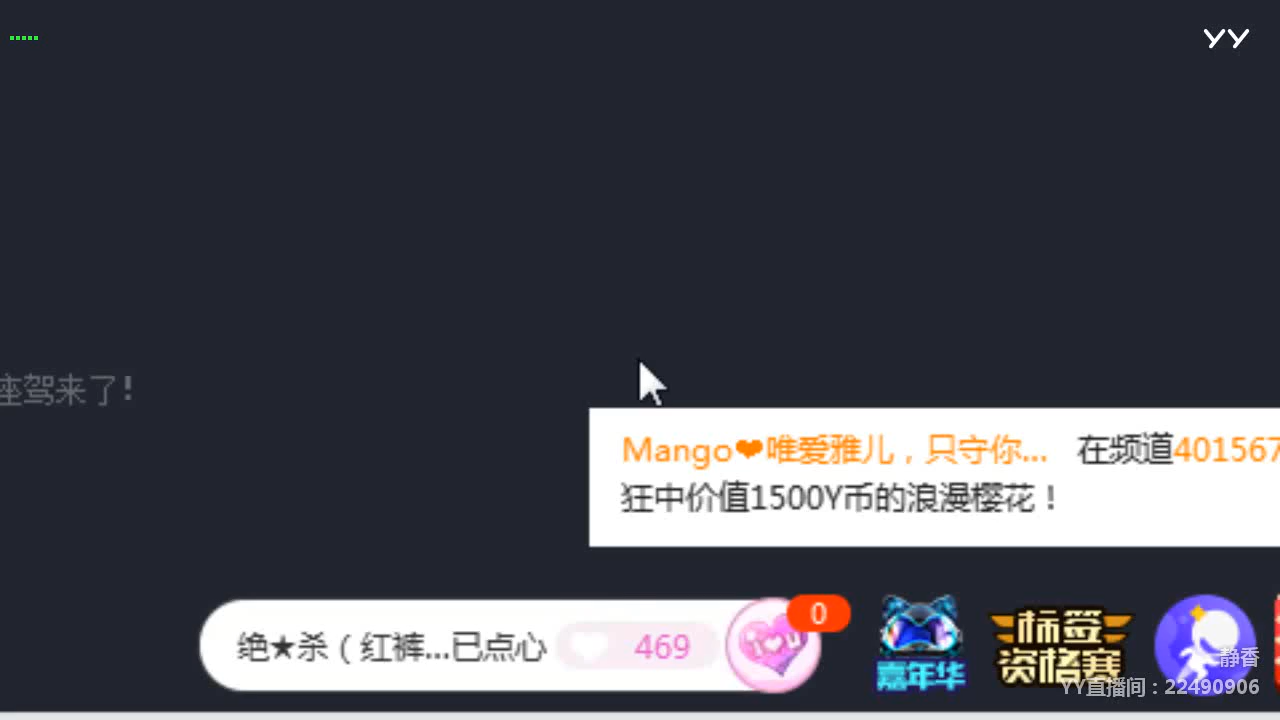 YY
座驾来了!
Mango❤唯爱雅儿，只守你... 在频道401567
狂中价值1500Y币的浪漫樱花！
0
绝★杀（红裤...已点心 469
I♥U
嘉年华
标签
资格赛
静香
YY直播间：22490906